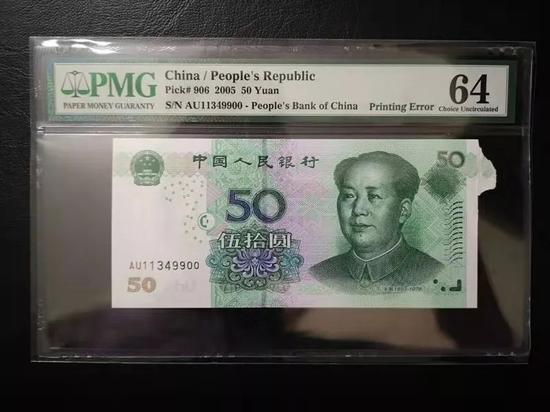 PMG
PAPER MONEY GUARANTY
China / People's Republic
Pick# 906 2005 50 Yuan
S/N AU11349900 - People's Bank of China
Printing Error
64
Choice Uncirculated
中国人民银行
50
50
伍拾圆
AU11349900
50